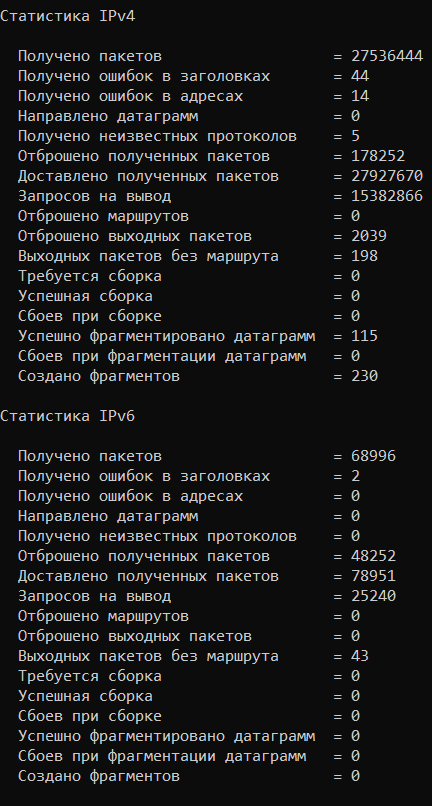 Статистика IPv4
Получено пакетов = 27536444
Получено ошибок в заголовках = 44
Получено ошибок в адресах = 14
Направлено датаграмм = 0
Получено неизвестных протоколов = 5
Отброшено полученных пакетов = 178252
Доставлено полученных пакетов = 27927670
Запросов на вывод = 15382866
Отброшено маршрутов = 0
Отброшено выходных пакетов = 2039
Выходных пакетов без маршрута = 198
Требуется сборка = 0
Успешная сборка = 0
Сбоев при сборке = 0
Успешно фрагментировано датаграмм = 115
Сбоев при фрагментации датаграмм = 0
Создано фрагментов = 230
Статистика IPv6
Получено пакетов = 68996
Получено ошибок в заголовках = 2
Получено ошибок в адресах = 0
Направлено датаграмм = 0
Получено неизвестных протоколов = 0
Отброшено полученных пакетов = 48252
Доставлено полученных пакетов = 78951
Запросов на вывод = 25240
Отброшено маршрутов = 0
Отброшено выходных пакетов = 0
Выходных пакетов без маршрута = 43
Требуется сборка = 0
Успешная сборка = 0
Сбоев при сборке = 0
Успешно фрагментировано датаграмм = 0
Сбоев при фрагментации датаграмм = 0
Создано фрагментов = 0